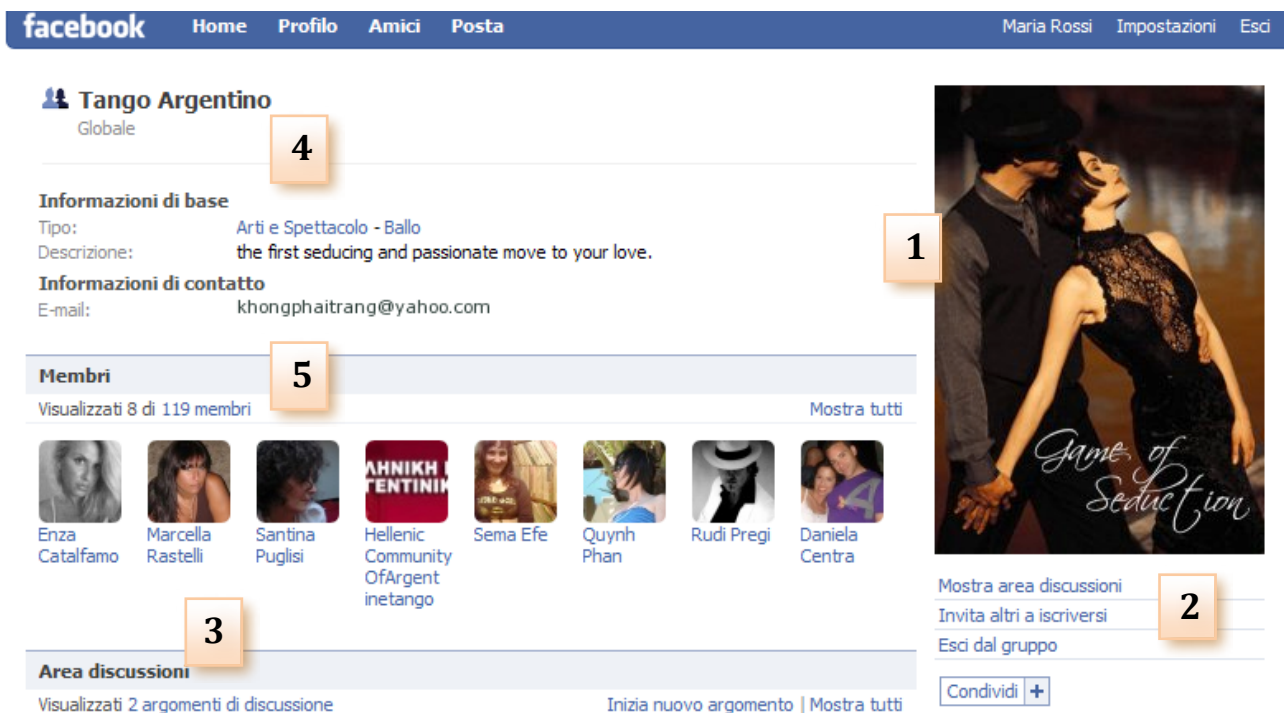 facebook Home Profilo Amici Posta Maria Rossi Impostazioni Esci
Tango Argentino
Globale
4
Informazioni di base
Tipo: Arti e Spettacolo - Ballo
Descrizione: the first seducing and passionate move to your love.
Informazioni di contatto
E-mail: khongphaitrang@yahoo.com
1
Game of
Seduction
Membri
5
Visualizzati 8 di 119 membri Mostra tutti
ΛΗΝΙΚΗ
ΓΕΝΤΙΝΙΚ
Enza
Catalfamo
Marcella
Rastelli
Santina
Puglisi
Hellenic
Community
OfArgent
inetango
Sema Efe
Quynh
Phan
Rudi Pregi
Daniela
Centra
3
Area discussioni
Visualizzati 2 argomenti di discussione Inizia nuovo argomento | Mostra tutti
Mostra area discussioni
2
Invita altri a iscriversi
Esci dal gruppo
Condividi +